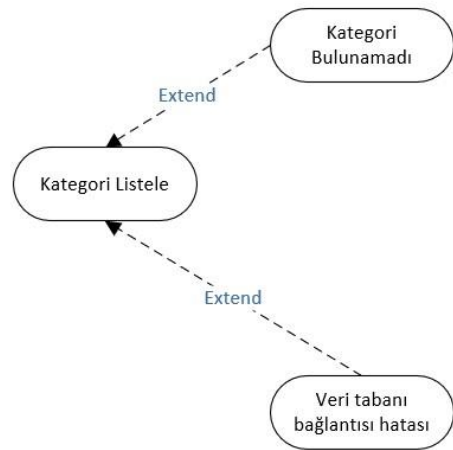 Kategori
Bulunamadı
Extend
Kategori Listele
Extend
Veri tabanı
bağlantısı hatası